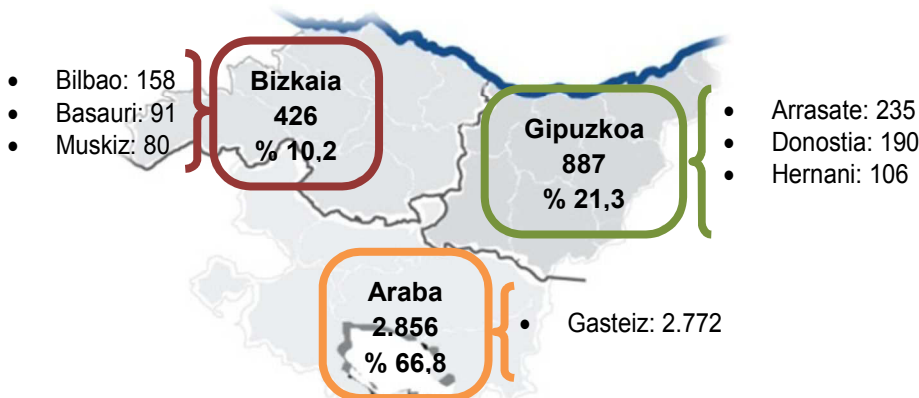 • Bilbao: 158
• Basauri: 91
• Muskiz: 80
Bizkaia
426
% 10,2
Gipuzkoa
887
% 21,3
• Arrasate: 235
• Donostia: 190
• Hernani: 106
Araba
2.856
% 66,8
• Gasteiz: 2.772